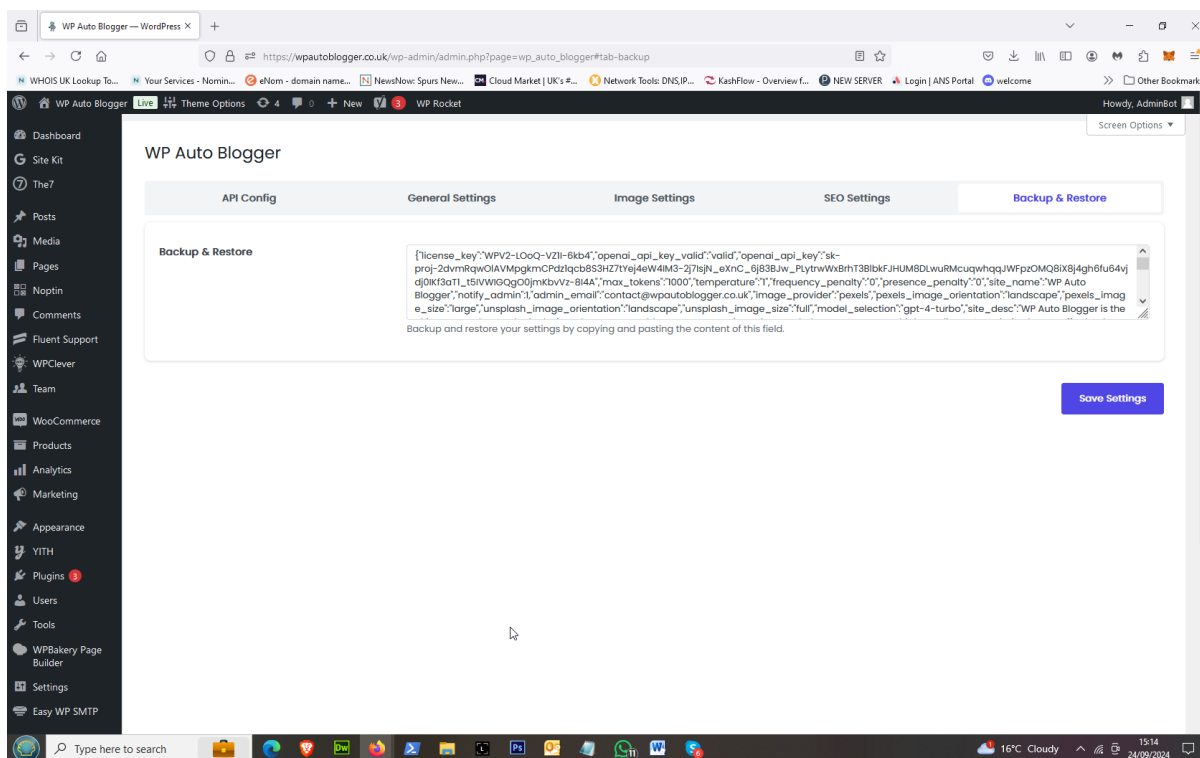 WP Auto Blogger — WordPress
https://wpautoblogger.co.uk/wp-admin/admin.php?page=wp_auto_blogger#tab-backup
WHOIS UK Lookup To... Your Services - Nomin... eNom - domain name... NewsNow: Spurs New... Cloud Market | UK's #... Network Tools: DNS,IP... KashFlow - Overview f... NEW SERVER Login | ANS Portal welcome Other Bookmark
WP Auto Blogger Live Theme Options 4 0 New 3 WP Rocket Howdy, AdminBot
Screen Options
Dashboard
Site Kit
The7
Posts
Media
Pages
Noptin
Comments
Fluent Support
WPClever
Team
WooCommerce
Products
Analytics
Marketing
Appearance
YITH
Plugins 3
Users
Tools
WPBakery Page
Builder
Settings
Easy WP SMTP
WP Auto Blogger
API Config General Settings Image Settings SEO Settings Backup & Restore
Backup & Restore
{"license_key":"","openai_api_key_valid":"valid","openai_api_key":"
","max_tokens":"1000","temperature":"1","frequency_penalty":"0","presence_penalty":"0","site_name":"WP Auto
Blogger","notify_admin":1,"admin_email":"contact@wpautoblogger.co.uk","image_provider":"pexels","pexels_image_orientation":"landscape","pexels_imag
e_size":"large","unsplash_image_orientation":"landscape","unsplash_image_size":"full","model_selection":"gpt-4-turbo","site_desc":"WP Auto Blogger is the
Backup and restore your settings by copying and pasting the content of this field.
Save Settings
Type here to search
Dw
Ps
11
6
16°C Cloudy
15:14
24/09/2024